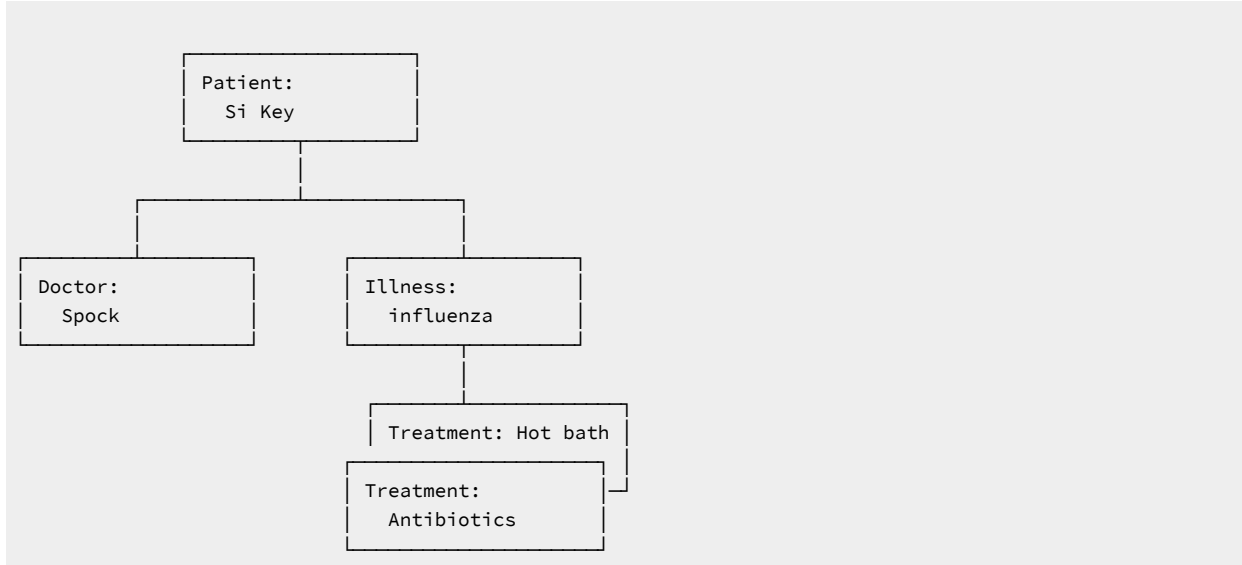 Patient:
Si Key
Doctor:
Spock
Illness:
influenza
Treatment: Hot bath
Treatment:
Antibiotics